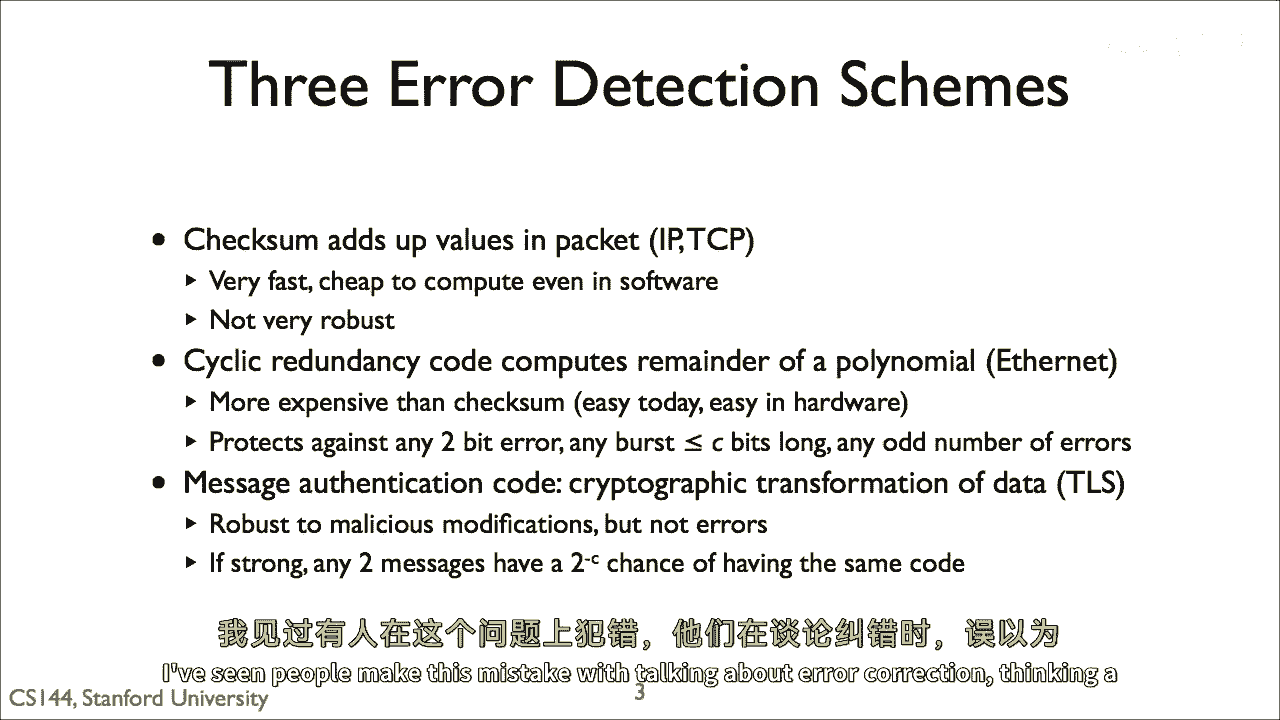 Three Error Detection Schemes
• Checksum adds up values in packet (IP, TCP)
▸ Very fast, cheap to compute even in software
▸ Not very robust
• Cyclic redundancy code computes remainder of a polynomial (Ethernet)
▸ More expensive than checksum (easy today, easy in hardware)
▸ Protects against any 2 bit error, any burst ≤ c bits long, any odd number of errors
• Message authentication code: cryptographic transformation of data (TLS)
▸ Robust to malicious modifications, but not errors
▸ If strong, any 2 messages have a 2⁻ᶜ chance of having the same code
我见过有人在这个问题上犯错，他们在谈论纠错时，误以为
I've seen people make this mistake with talking about error correction, thinking a
CS144, Stanford University
3